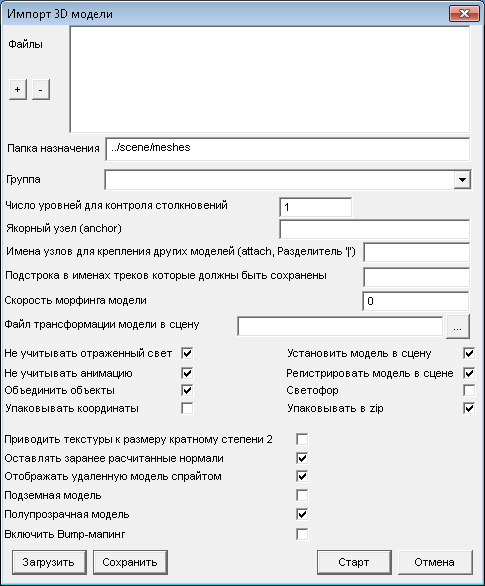 Импорт 3D модели
Файлы
+ -
Папка назначения ../scene/meshes
Группа
Число уровней для контроля столкновений 1
Якорный узел (anchor)
Имена узлов для крепления других моделей (attach, Разделитель '|')
Подстрока в именах треков которые должны быть сохранены
Скорость морфинга модели 0
Файл трансформации модели в сцену ...
Не учитывать отраженный свет Установить модель в сцену
Не учитывать анимацию Регистрировать модель в сцене
Объединить объекты Светофор
Упаковывать координаты Упаковывать в zip
Приводить текстуры к размеру кратному степени 2
Оставлять заранее расчитанные нормали
Отображать удаленную модель спрайтом
Подземная модель
Полупрозрачная модель
Включить Bump-мапинг
Загрузить Сохранить Старт Отмена